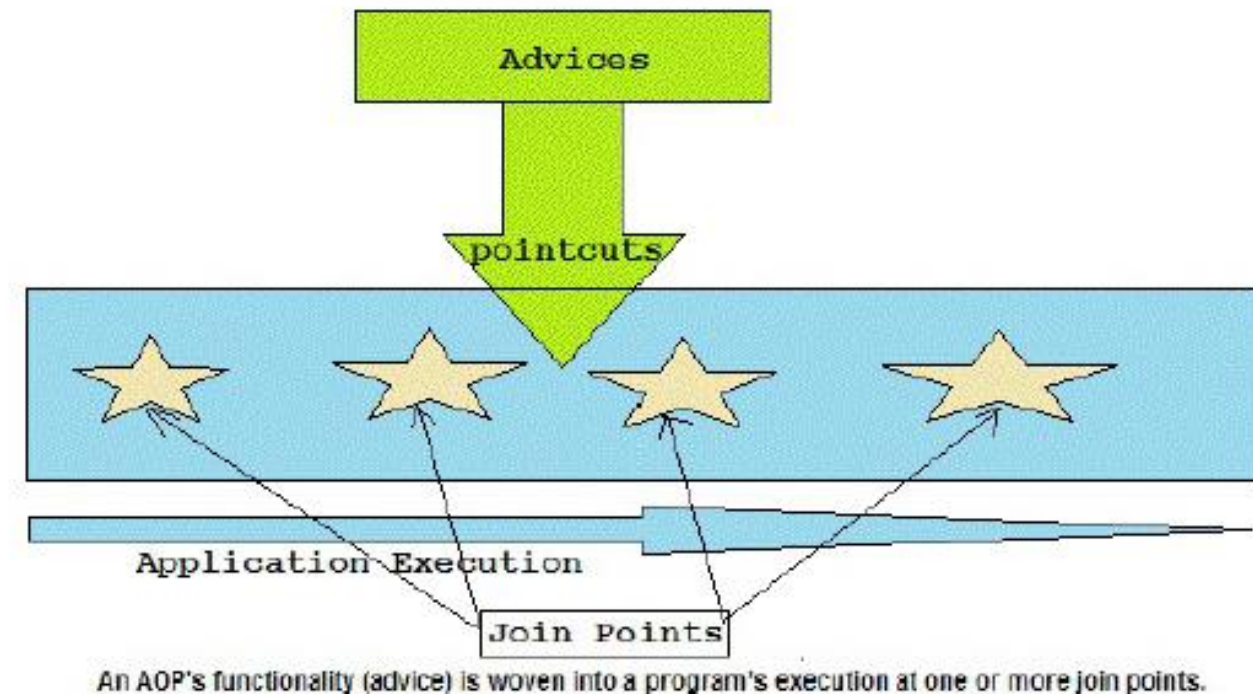 Advices
pointcuts
Application Execution
Join Points
An AOP's functionality (advice) is woven into a program's execution at one or more join points.